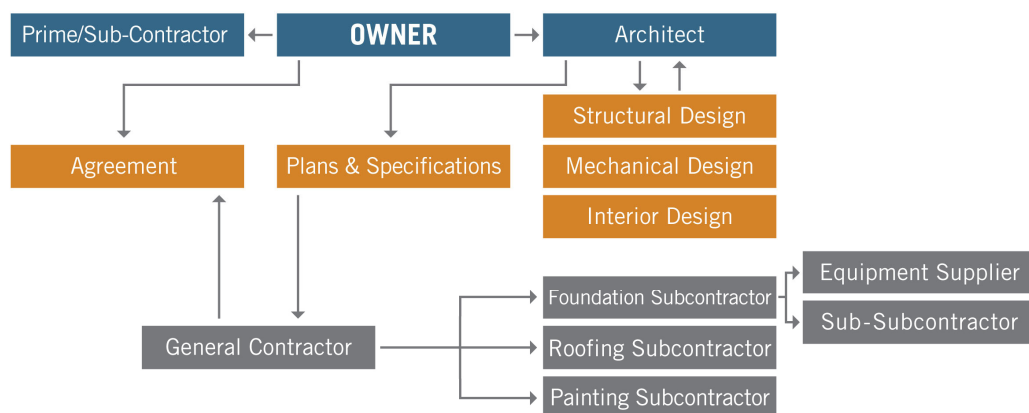 Prime/Sub-Contractor
OWNER
Architect
Structural Design
Agreement
Plans & Specifications
Mechanical Design
Interior Design
Equipment Supplier
Foundation Subcontractor
Sub-Subcontractor
General Contractor
Roofing Subcontractor
Painting Subcontractor